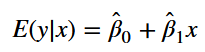 E(y|x) = β̂₀ + β̂₁x